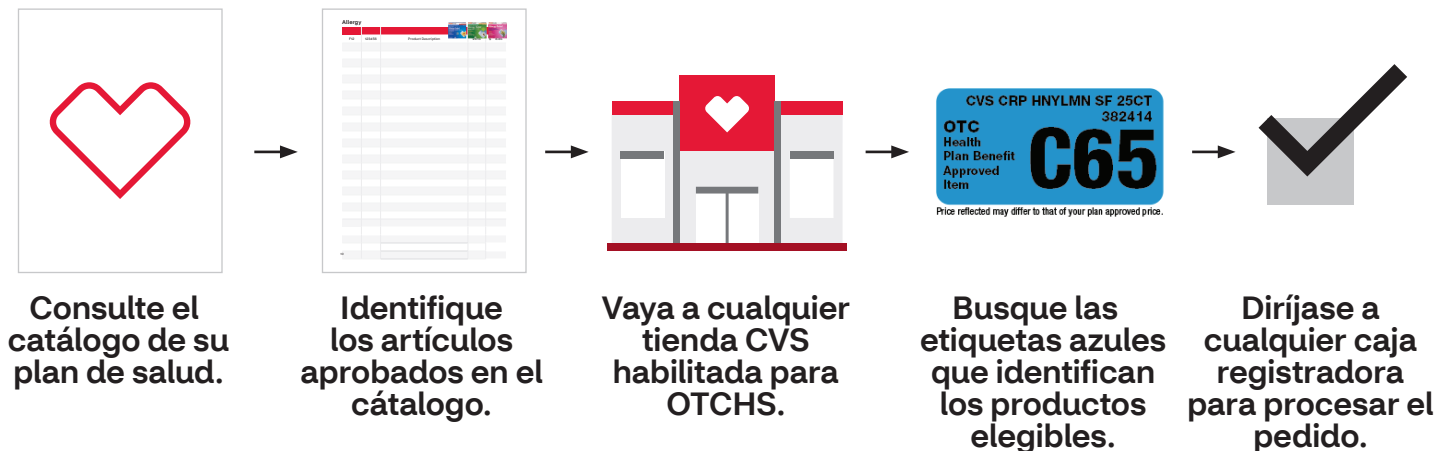 Allergy
Product Description
CVS CRP HNYLMN SF 25CT
382414
OTC
Health
Plan Benefit
Approved
Item
C65
Price reflected may differ to that of your plan approved price.
Consulte el
catálogo de su
plan de salud.
Identifique
los artículos
aprobados en el
cátalogo.
Vaya a cualquier
tienda CVS
habilitada para
OTCHS.
Busque las
etiquetas azules
que identifican
los productos
elegibles.
Diríjase a
cualquier caja
registradora
para procesar el
pedido.